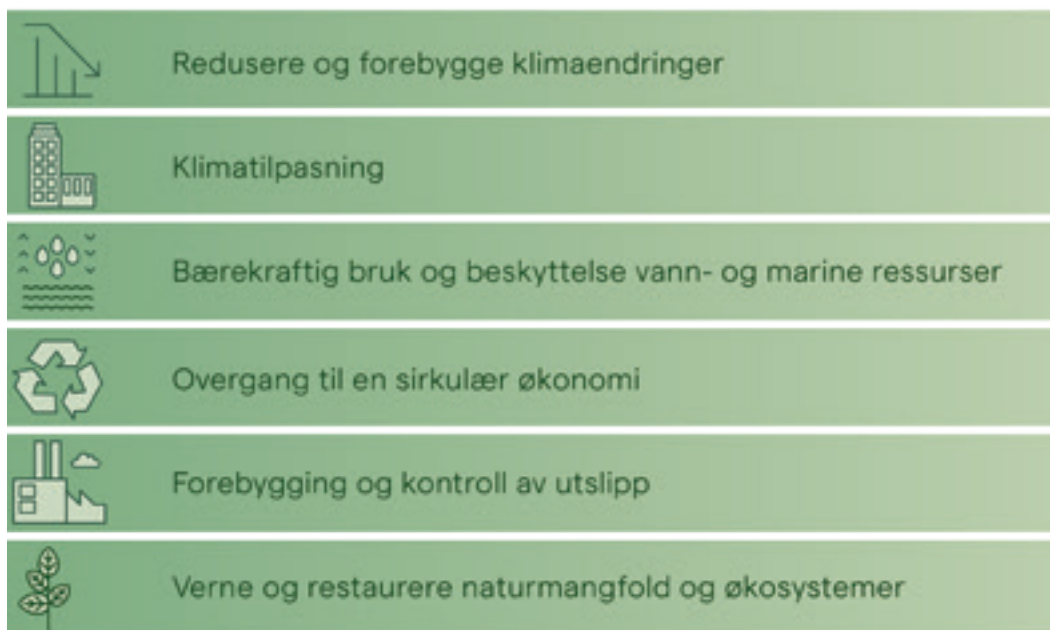 Redusere og forebygge klimaendringer
Klimatilpasning
Bærekraftig bruk og beskyttelse vann- og marine ressurser
Overgang til en sirkulær økonomi
Forebygging og kontroll av utslipp
Verne og restaurere naturmangfold og økosystemer